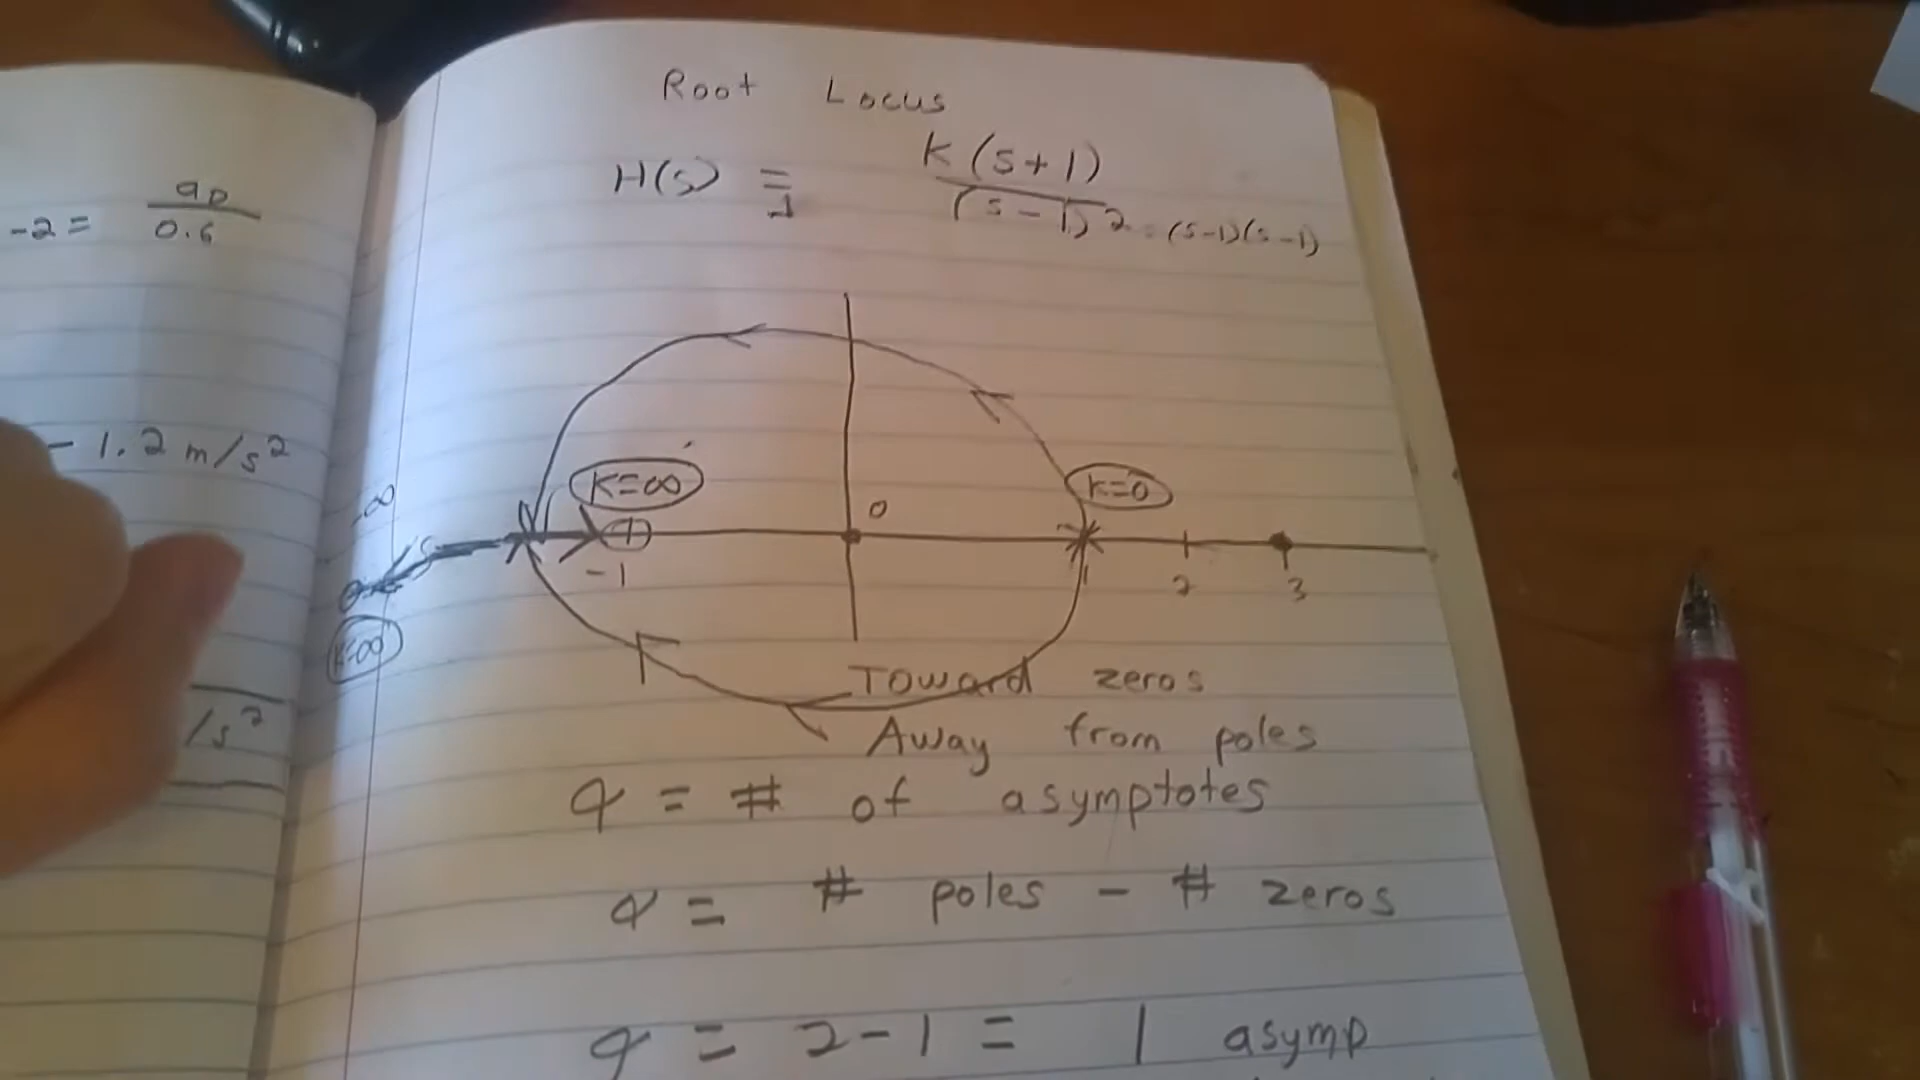 Root Locus
H(s) = K(s+1)
(s-1)² = (s-1)(s-1)
-2 = ap
0.6
- 1.2 m/s²
-∞
K=∞
K=0
0
-1
1
2
3
K=∞
Toward zeros
/s²
Away from poles
q = # of asymptotes
q = # poles - # zeros
q = 2-1 = 1 asymp